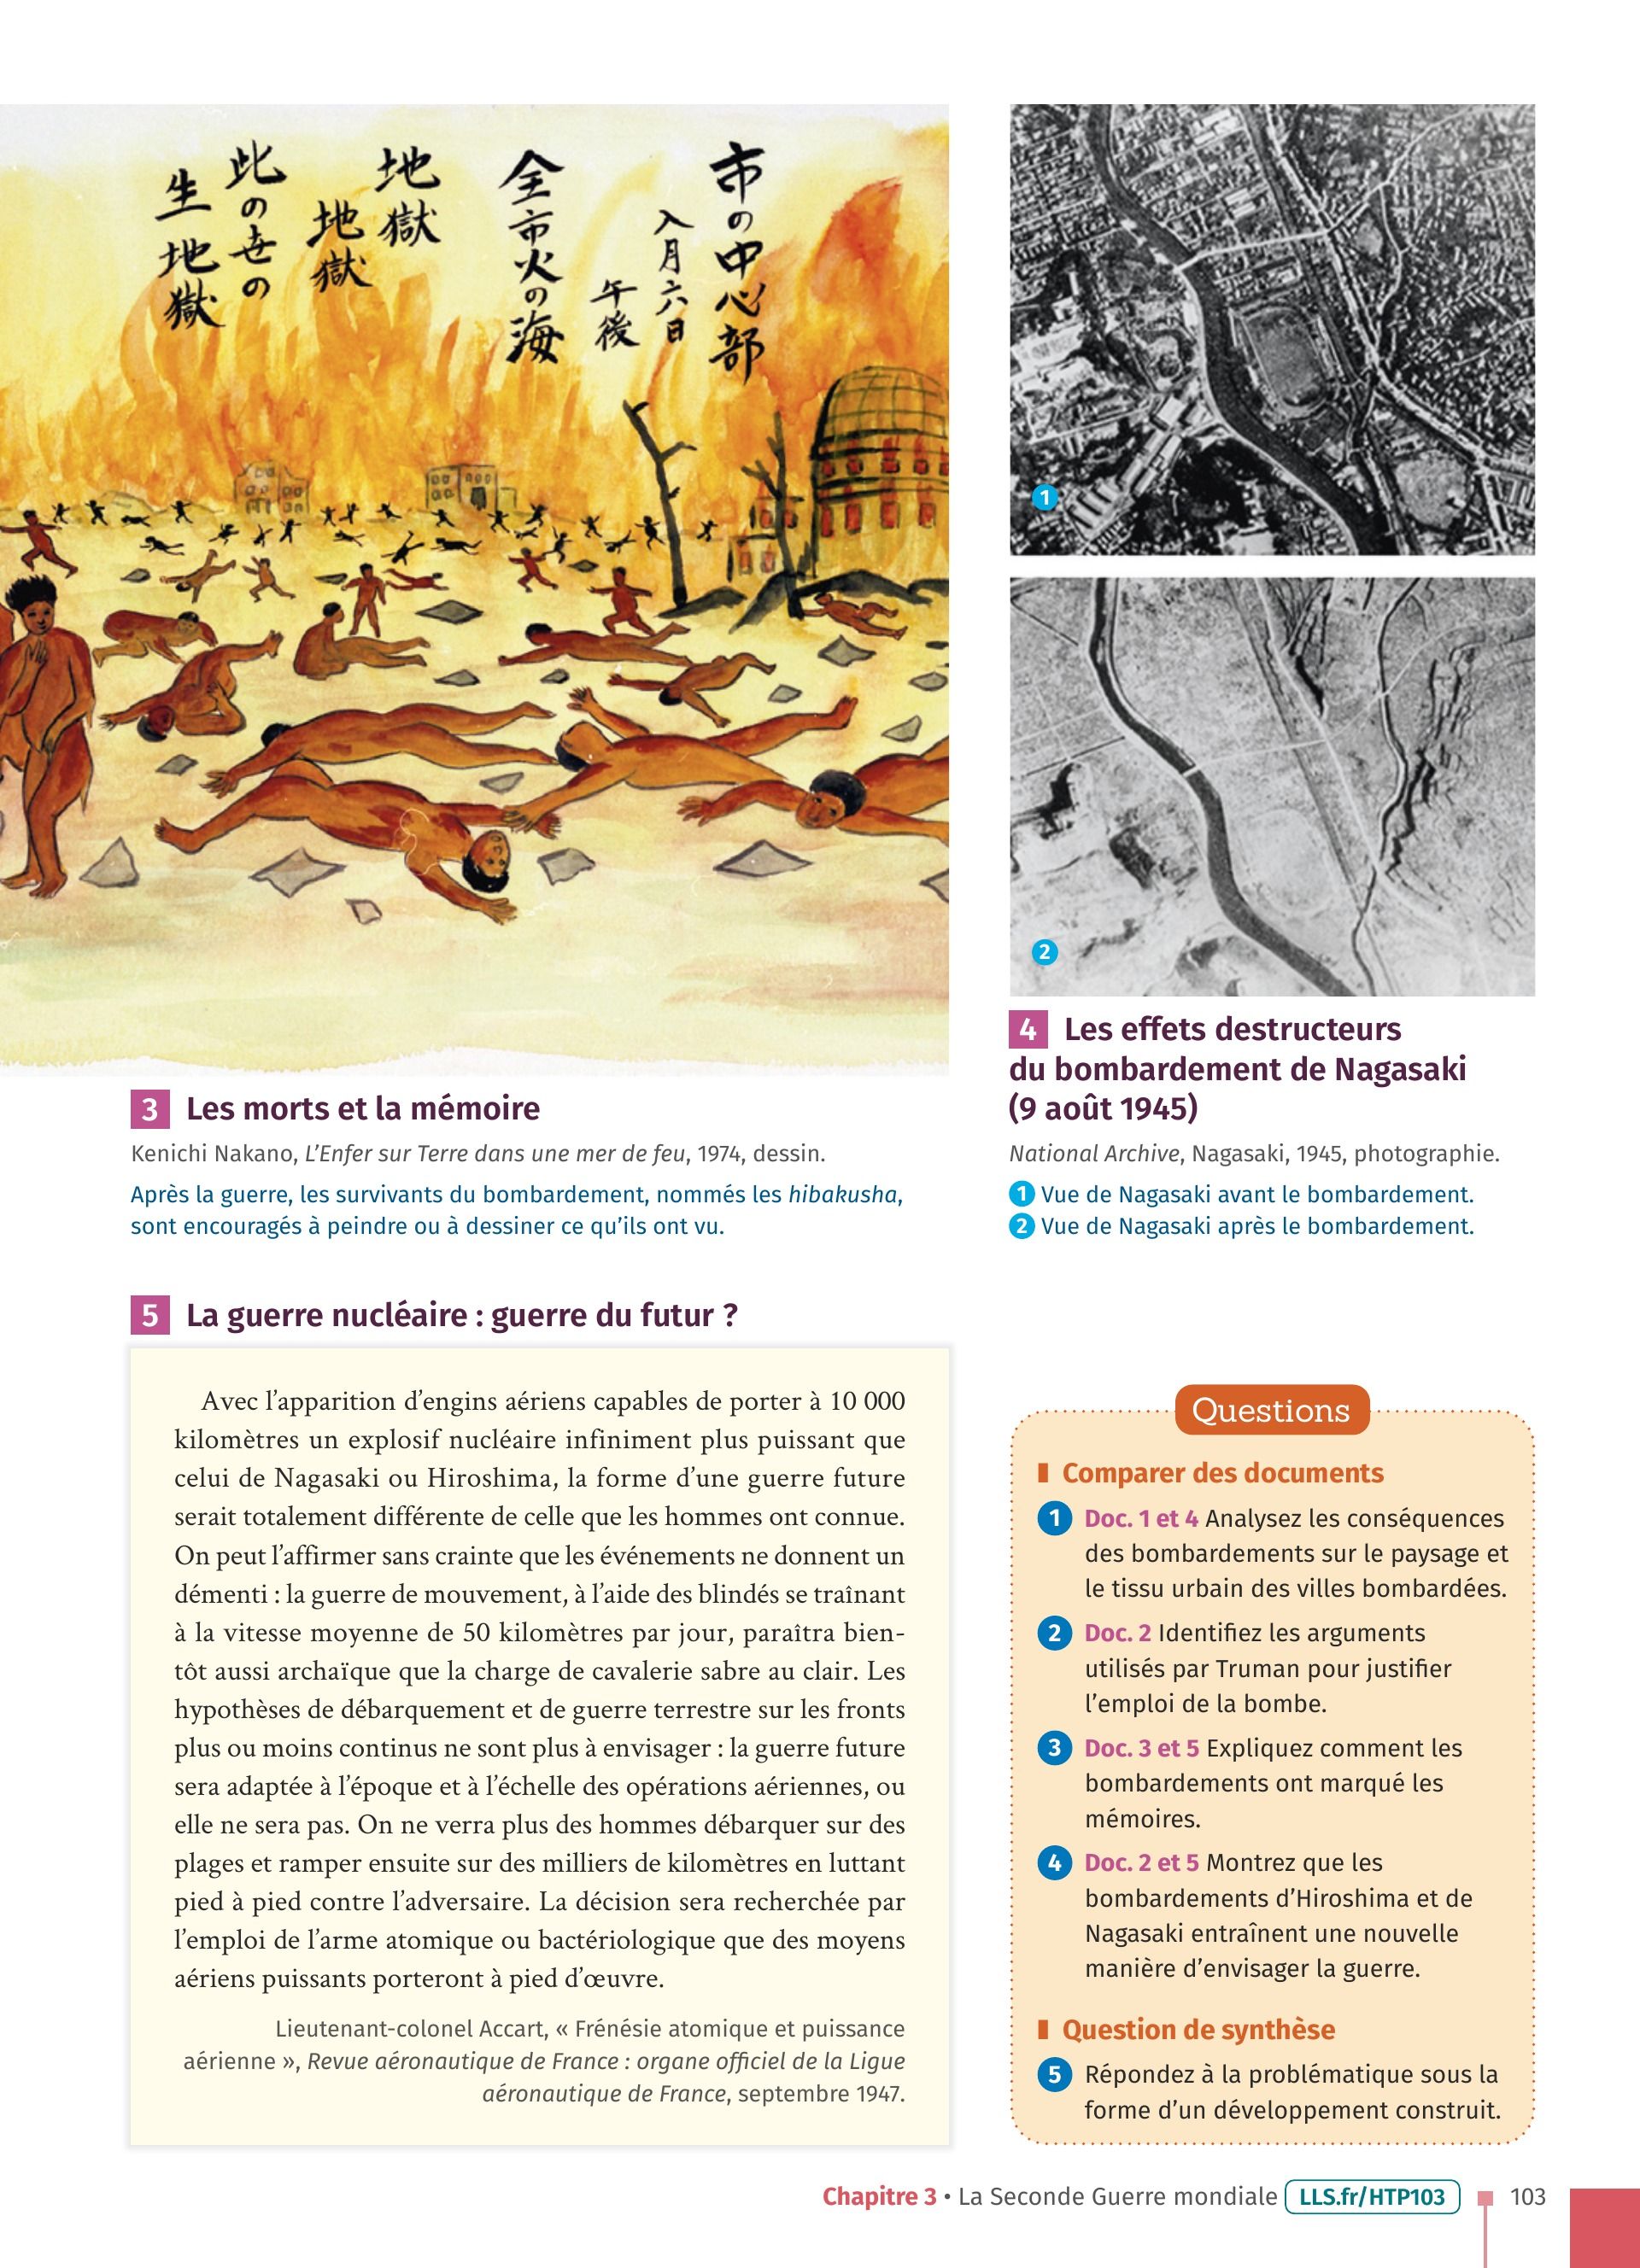 市の中心部
八月六日
午後
全市火の海
地獄
地獄
此の世の
生地獄
1
2
3 Les morts et la mémoire
Kenichi Nakano, L’Enfer sur Terre dans une mer de feu, 1974, dessin.
Après la guerre, les survivants du bombardement, nommés les hibakusha,
sont encouragés à peindre ou à dessiner ce qu’ils ont vu.
4 Les effets destructeurs
du bombardement de Nagasaki
(9 août 1945)
National Archive, Nagasaki, 1945, photographie.
1 Vue de Nagasaki avant le bombardement.
2 Vue de Nagasaki après le bombardement.
5 La guerre nucléaire : guerre du futur ?
Avec l’apparition d’engins aériens capables de porter à 10 000
kilomètres un explosif nucléaire infiniment plus puissant que
celui de Nagasaki ou Hiroshima, la forme d’une guerre future
serait totalement différente de celle que les hommes ont connue.
On peut l’affirmer sans crainte que les événements ne donnent un
démenti : la guerre de mouvement, à l’aide des blindés se traînant
à la vitesse moyenne de 50 kilomètres par jour, paraîtra bien-
tôt aussi archaïque que la charge de cavalerie sabre au clair. Les
hypothèses de débarquement et de guerre terrestre sur les fronts
plus ou moins continus ne sont plus à envisager : la guerre future
sera adaptée à l’époque et à l’échelle des opérations aériennes, ou
elle ne sera pas. On ne verra plus des hommes débarquer sur des
plages et ramper ensuite sur des milliers de kilomètres en luttant
pied à pied contre l’adversaire. La décision sera recherchée par
l’emploi de l’arme atomique ou bactériologique que des moyens
aériens puissants porteront à pied d’œuvre.
Lieutenant-colonel Accart, « Frénésie atomique et puissance
aérienne », Revue aéronautique de France : organe officiel de la Ligue
aéronautique de France, septembre 1947.
Questions
Comparer des documents
1 Doc. 1 et 4 Analysez les conséquences
des bombardements sur le paysage et
le tissu urbain des villes bombardées.
2 Doc. 2 Identifiez les arguments
utilisés par Truman pour justifier
l’emploi de la bombe.
3 Doc. 3 et 5 Expliquez comment les
bombardements ont marqué les
mémoires.
4 Doc. 2 et 5 Montrez que les
bombardements d’Hiroshima et de
Nagasaki entraînent une nouvelle
manière d’envisager la guerre.
Question de synthèse
5 Répondez à la problématique sous la
forme d’un développement construit.
Chapitre 3 • La Seconde Guerre mondiale LLS.fr/HTP103 103